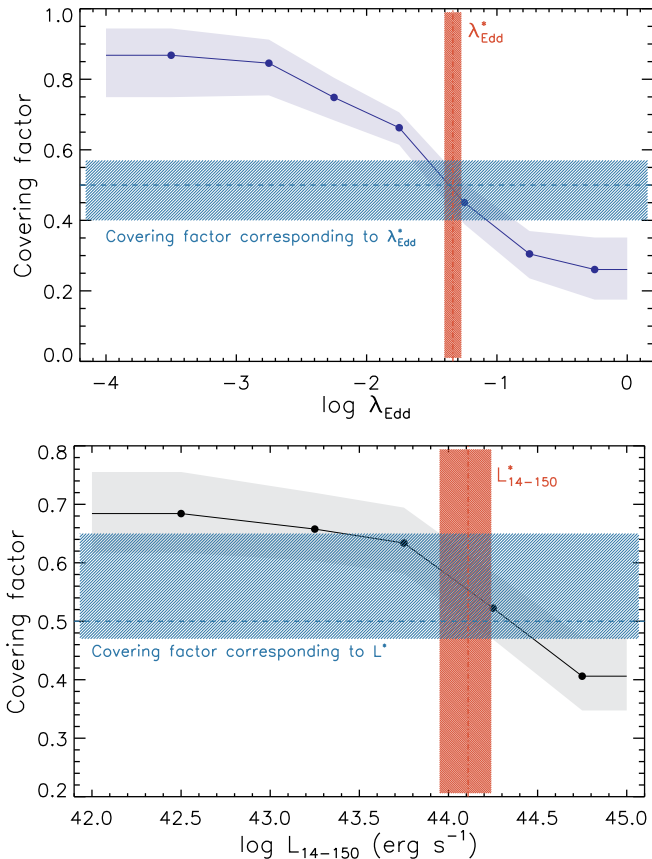 1.0
0.8
0.6
0.4
0.2
0.0
Covering factor
λ*Edd
Covering factor corresponding to λ*Edd
−4 −3 −2 −1 0
log λEdd
0.8
0.7
0.6
0.5
0.4
0.3
0.2
Covering factor
L*14−150
Covering factor corresponding to L*
42.0 42.5 43.0 43.5 44.0 44.5 45.0
log L14−150 (erg s−1)